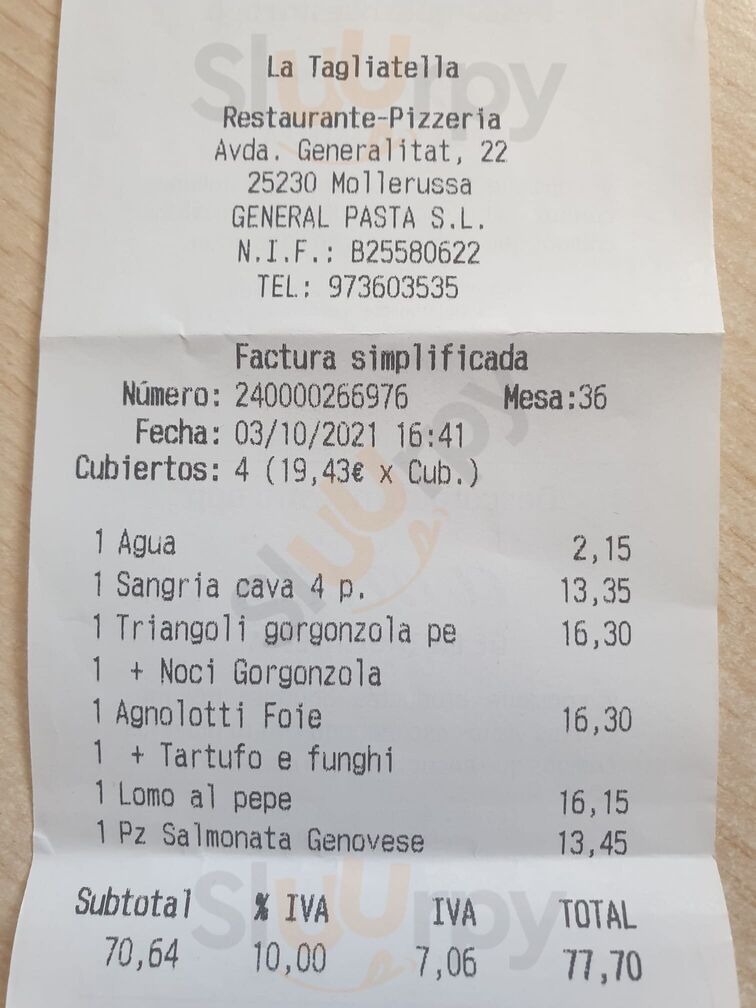 La Tagliatella
Restaurante-Pizzeria
Avda. Generalitat, 22
25230 Mollerussa
GENERAL PASTA S.L.
N.I.F.: B25580622
TEL: 973603535
Factura simplificada
Número: 240000266976 Mesa:36
Fecha: 03/10/2021 16:41
Cubiertos: 4 (19,43€ x Cub.)
1 Agua 2,15
1 Sangria cava 4 p. 13,35
1 Triangoli gorgonzola pe 16,30
1 + Noci Gorgonzola
1 Agnolotti Foie 16,30
1 + Tartufo e funghi
1 Lomo al pepe 16,15
1 Pz Salmonata Genovese 13,45
Subtotal % IVA IVA TOTAL
70,64 10,00 7,06 77,70
Sluurpy
Sluurpy
Sluurpy